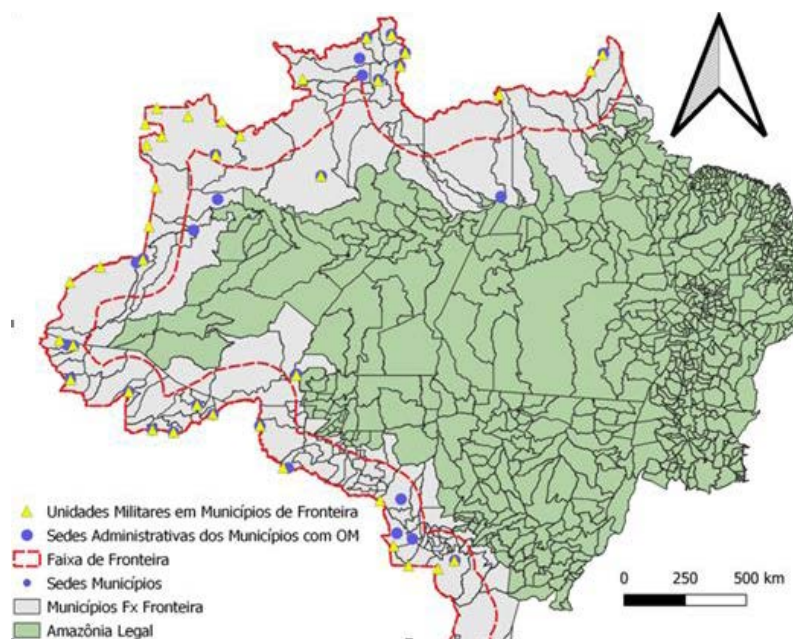 Unidades Militares em Municípios de Fronteira
Sedes Administrativas dos Municípios com OM
Faixa de Fronteira
Sedes Municípios
Municípios Fx Fronteira
Amazônia Legal
0 250 500 km